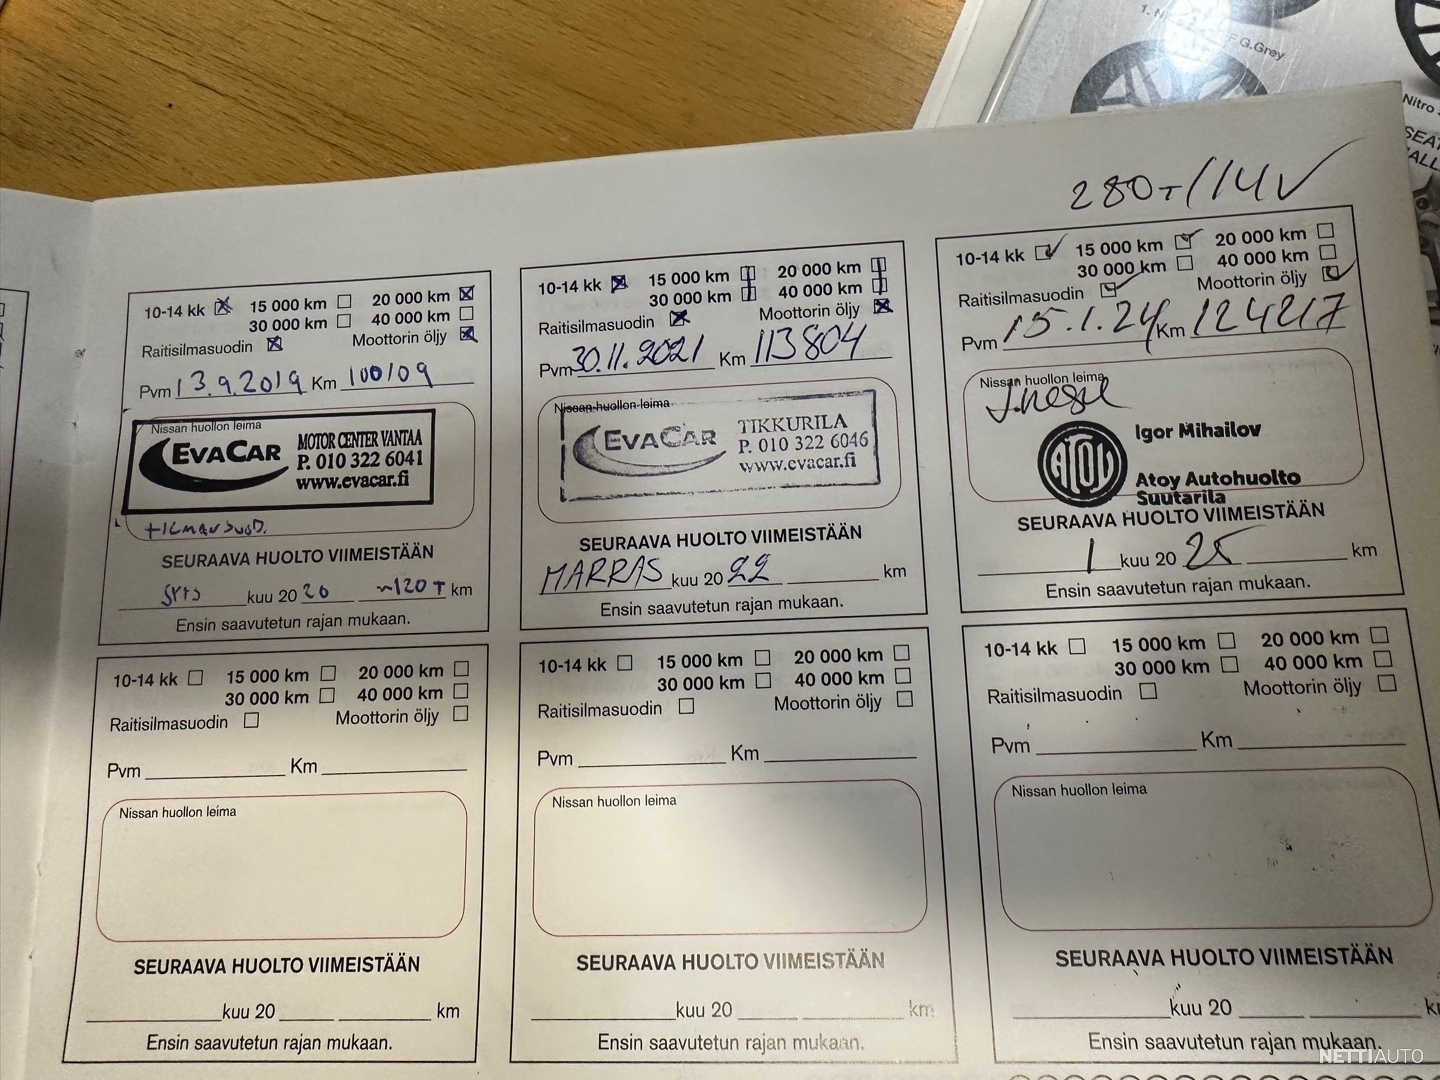 G.Grey
Nitro
280T/14V
10-14 kk 15 000 km 20 000 km
30 000 km 40 000 km
Raitisilmasuodin Moottorin öljy
Pvm 13.9.2019 Km 100109
Nissan huollon leima
EVACAR MOTOR CENTER VANTAA
P. 010 322 6041
www.evacar.fi
+ILMANSUOD.
SEURAAVA HUOLTO VIIMEISTÄÄN
SYYS kuu 20 20 ~120 T km
Ensin saavutetun rajan mukaan.
10-14 kk 15 000 km 20 000 km
30 000 km 40 000 km
Raitisilmasuodin Moottorin öljy
Pvm 30.11.2021 Km 113804
Nissan huollon leima
EVACAR TIKKURILA
P. 010 322 6046
www.evacar.fi
SEURAAVA HUOLTO VIIMEISTÄÄN
MARRAS kuu 20 22 km
Ensin saavutetun rajan mukaan.
10-14 kk 15 000 km 20 000 km
30 000 km 40 000 km
Raitisilmasuodin Moottorin öljy
Pvm 15.1.24 Km 124217
Nissan huollon leima
ATOY Igor Mihailov
Atoy Autohuolto
Suutarila
SEURAAVA HUOLTO VIIMEISTÄÄN
1 kuu 20 25 km
Ensin saavutetun rajan mukaan.
10-14 kk 15 000 km 20 000 km
30 000 km 40 000 km
Raitisilmasuodin Moottorin öljy
Pvm Km
Nissan huollon leima
SEURAAVA HUOLTO VIIMEISTÄÄN
kuu 20 km
Ensin saavutetun rajan mukaan.
10-14 kk 15 000 km 20 000 km
30 000 km 40 000 km
Raitisilmasuodin Moottorin öljy
Pvm Km
Nissan huollon leima
SEURAAVA HUOLTO VIIMEISTÄÄN
kuu 20 km
Ensin saavutetun rajan mukaan.
10-14 kk 15 000 km 20 000 km
30 000 km 40 000 km
Raitisilmasuodin Moottorin öljy
Pvm Km
Nissan huollon leima
SEURAAVA HUOLTO VIIMEISTÄÄN
kuu 20
Ensin saavutetun rajan mukaan.
NETTIAUTO